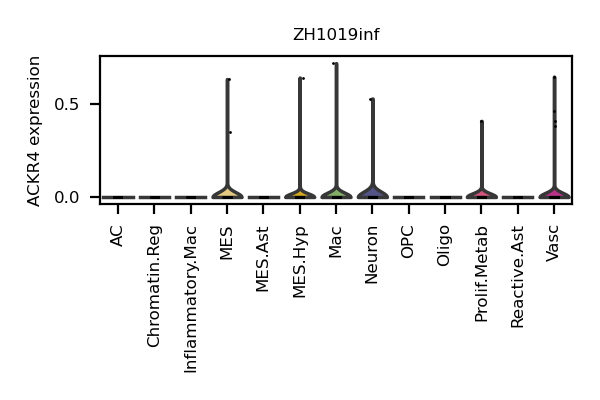 ZH1019inf
ACKR4 expression
0.5
0.0
AC
Chromatin.Reg
Inflammatory.Mac
MES
MES.Ast
MES.Hyp
Mac
Neuron
OPC
Oligo
Prolif.Metab
Reactive.Ast
Vasc